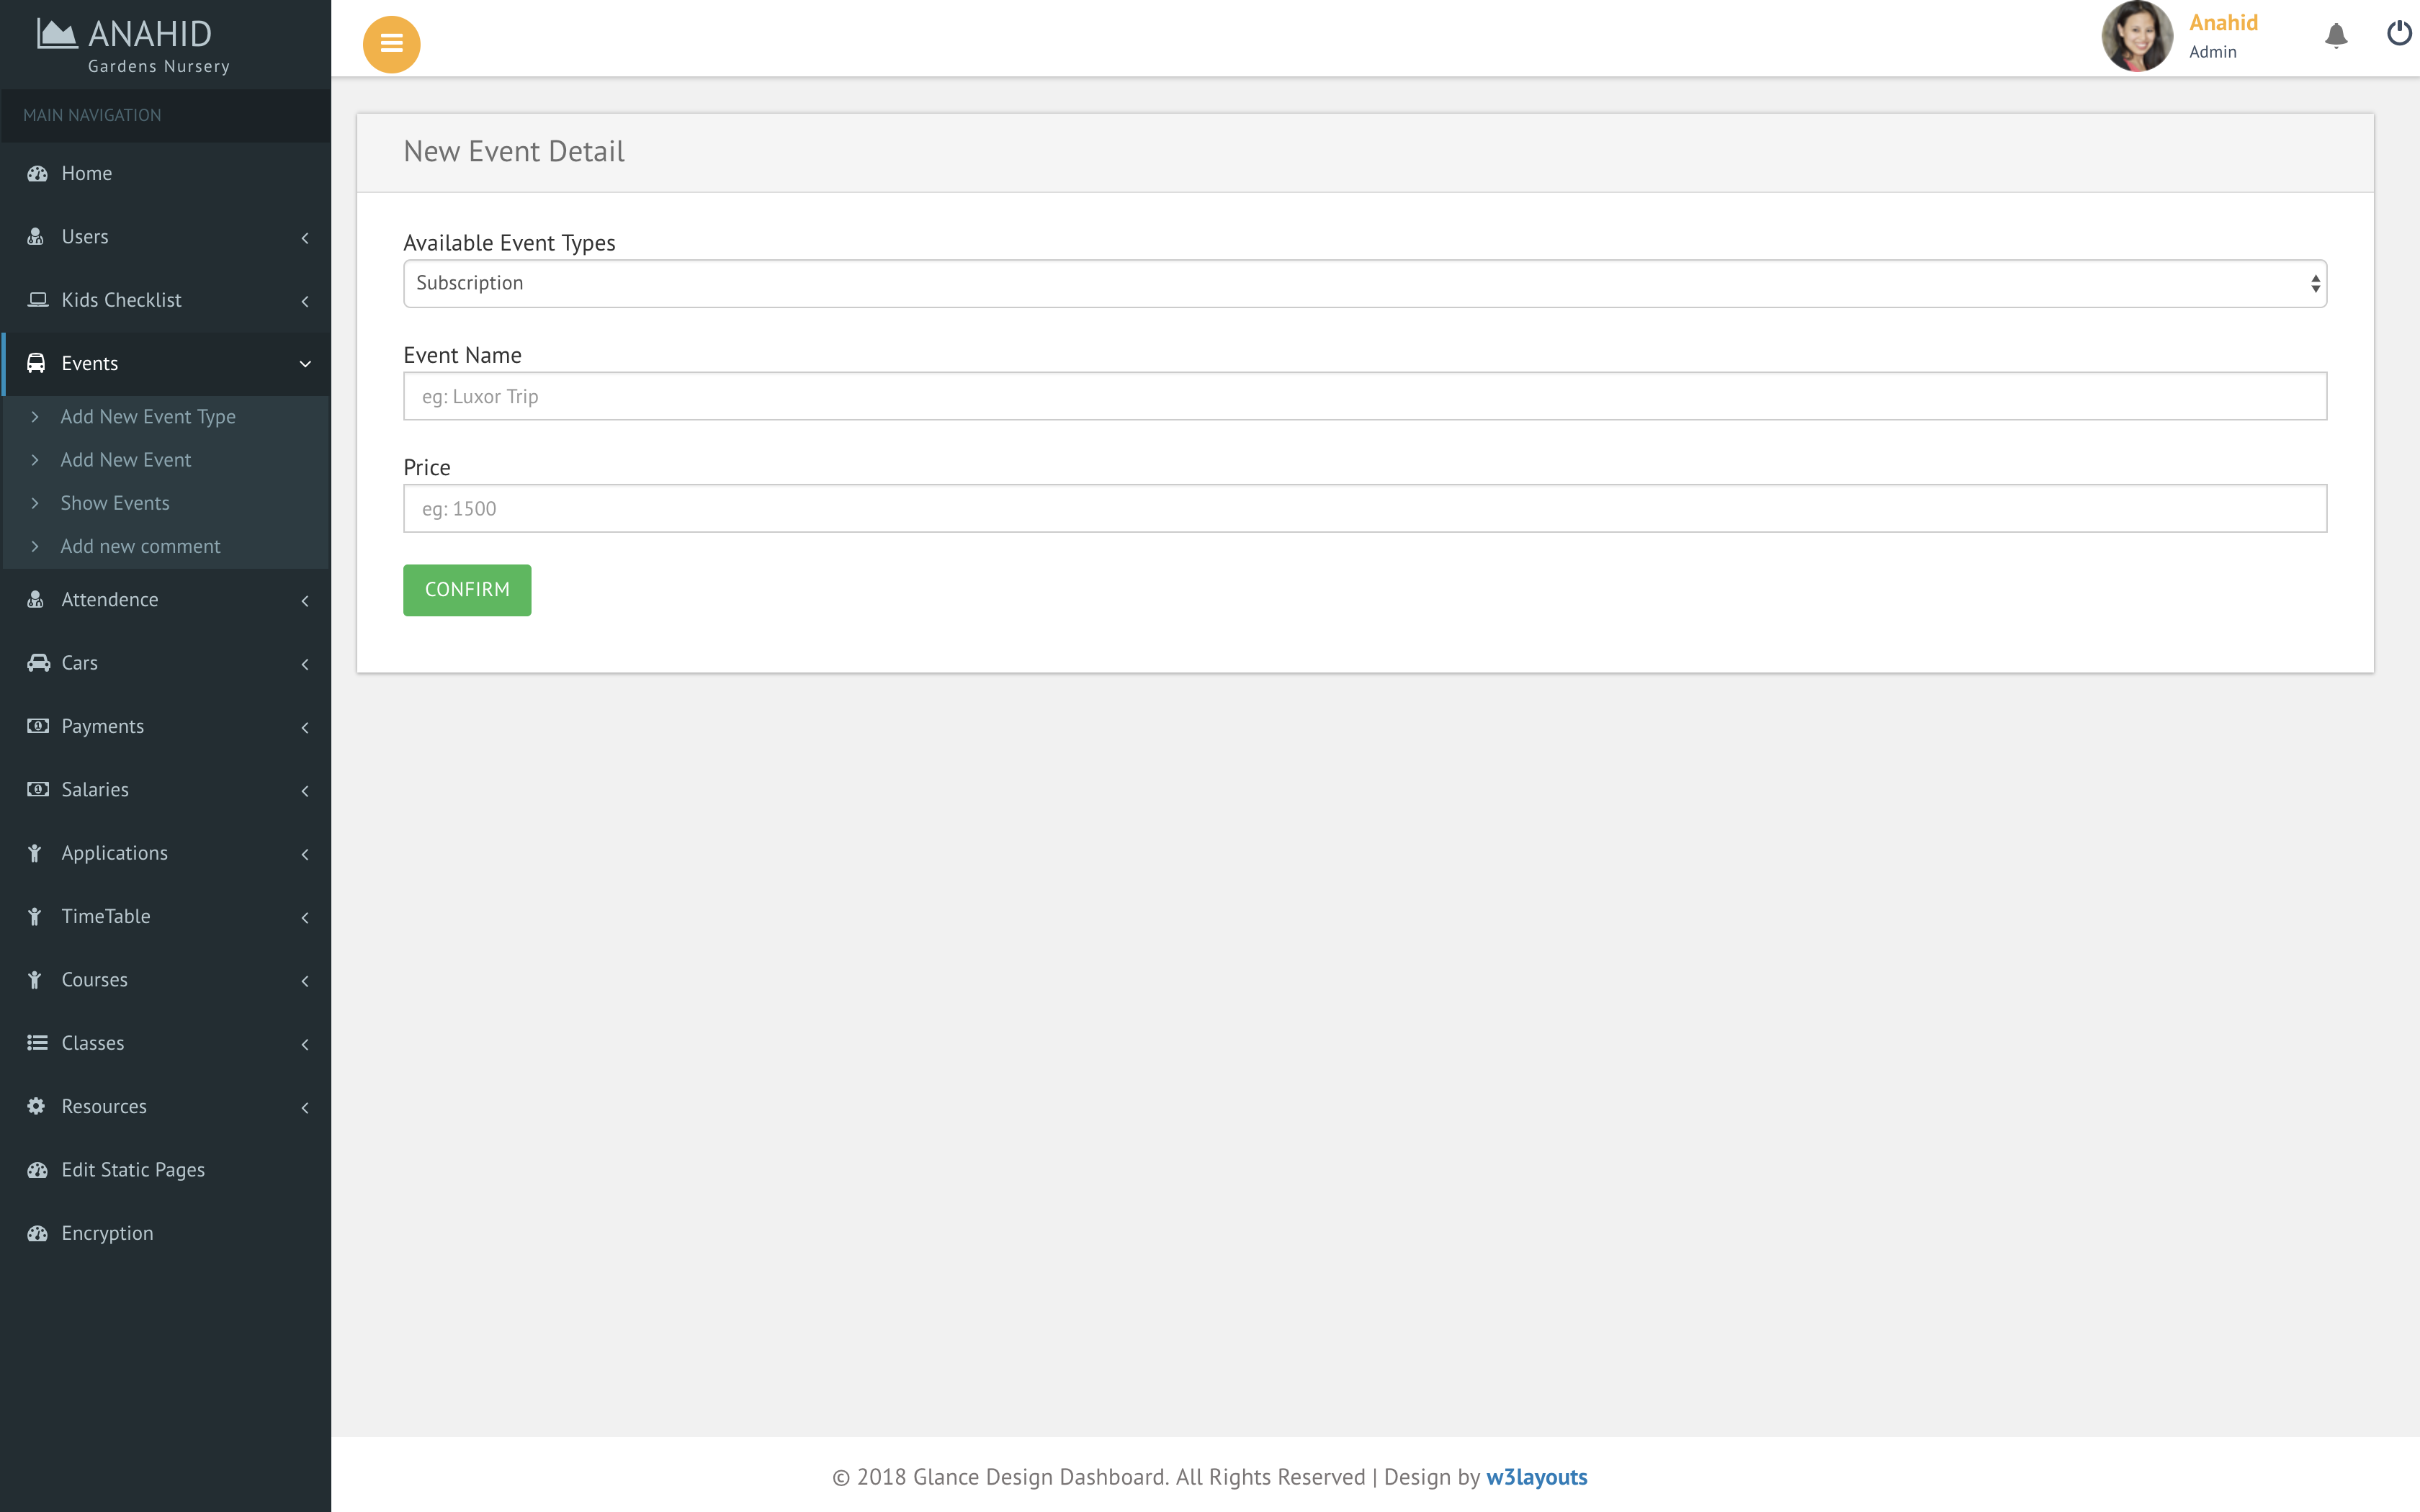 ANAHID
Gardens Nursery
MAIN NAVIGATION
Home
Users
Kids Checklist
Events
Add New Event Type
Add New Event
Show Events
Add new comment
Attendence
Cars
Payments
Salaries
Applications
TimeTable
Courses
Classes
Resources
Edit Static Pages
Encryption
Anahid
Admin
New Event Detail
Available Event Types
Subscription
Event Name
eg: Luxor Trip
Price
eg: 1500
CONFIRM
© 2018 Glance Design Dashboard. All Rights Reserved | Design by w3layouts